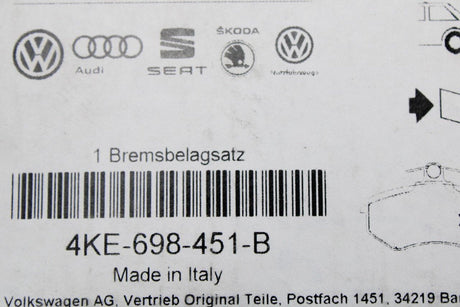 Audi
SEAT
ŠKODA
Nutzfahrzeuge
1 Bremsbelagsatz
4KE-698-451-B
Made in Italy
Volkswagen AG, Vertrieb Original Teile, Postfach 1451, 34219 Ba